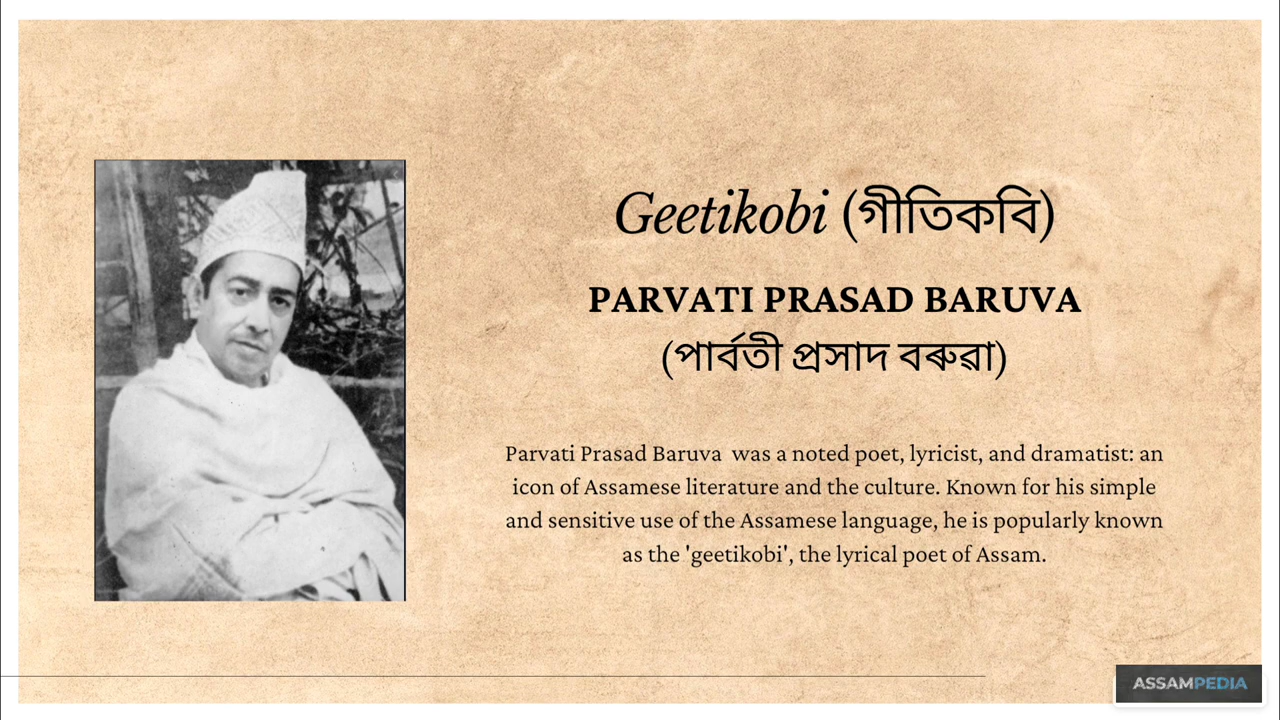 Geetikobi (গীতিকবি)
PARVATI PRASAD BARUVA
(পাৰ্বতী প্ৰসাদ বৰুৱা)
Parvati Prasad Baruva was a noted poet, lyricist, and dramatist: an
icon of Assamese literature and the culture. Known for his simple
and sensitive use of the Assamese language, he is popularly known
as the 'geetikobi', the lyrical poet of Assam.
ASSAMPEDIA